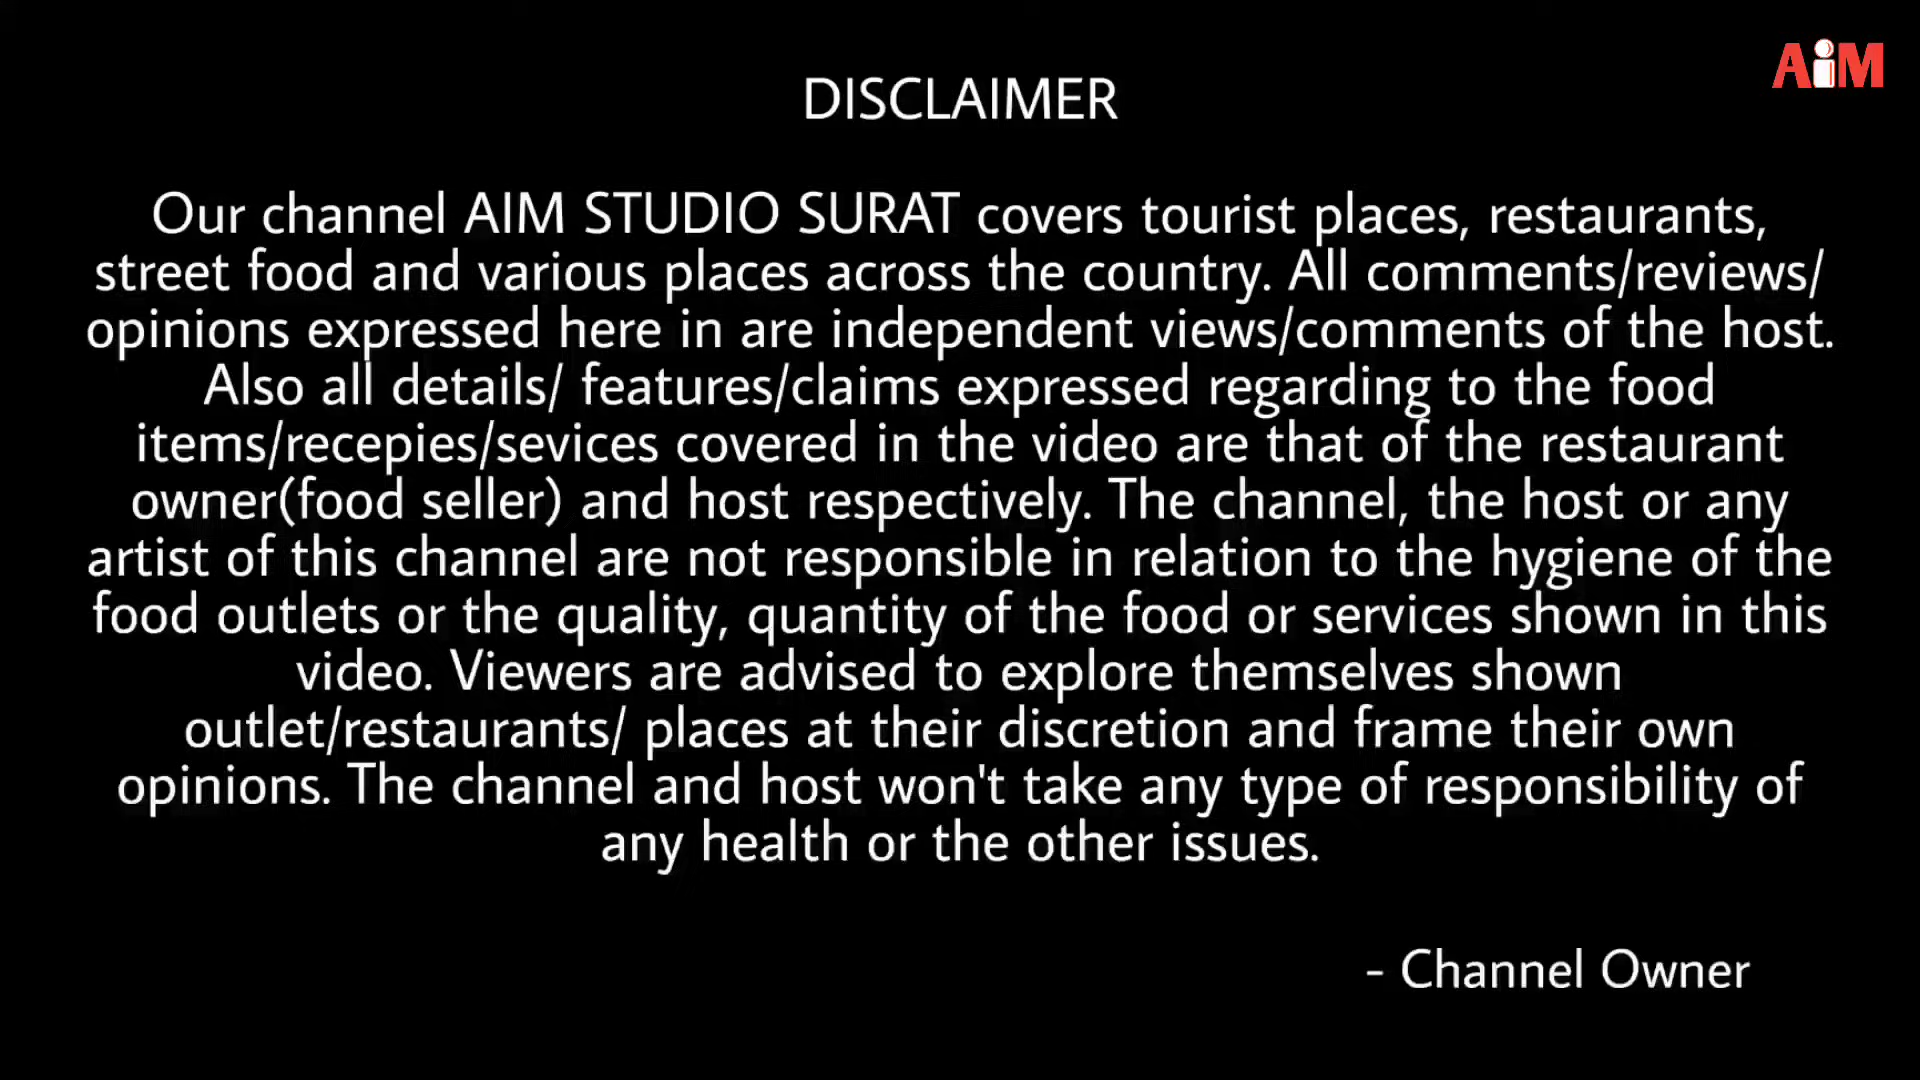 AiM
DISCLAIMER
Our channel AIM STUDIO SURAT covers tourist places, restaurants,
street food and various places across the country. All comments/reviews/
opinions expressed here in are independent views/comments of the host.
Also all details/ features/claims expressed regarding to the food
items/recepies/sevices covered in the video are that of the restaurant
owner(food seller) and host respectively. The channel, the host or any
artist of this channel are not responsible in relation to the hygiene of the
food outlets or the quality, quantity of the food or services shown in this
video. Viewers are advised to explore themselves shown
outlet/restaurants/ places at their discretion and frame their own
opinions. The channel and host won't take any type of responsibility of
any health or the other issues.
- Channel Owner